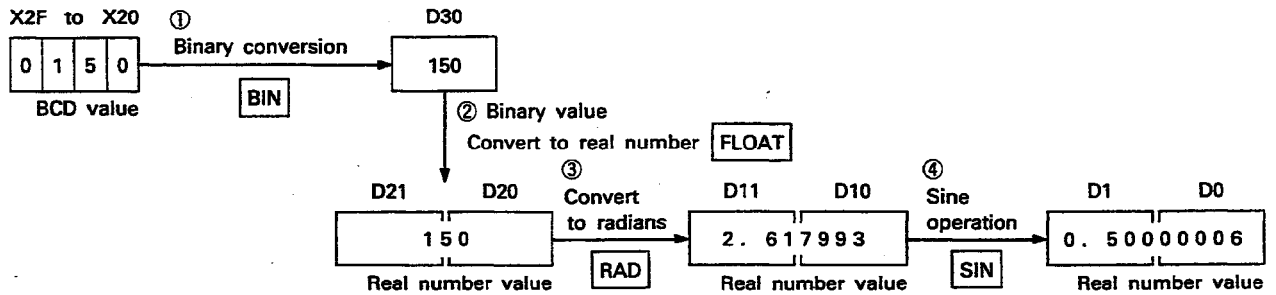 X2F to X20
①
Binary conversion
D30
0 1 5 0
150
BCD value
BIN
② Binary value
Convert to real number FLOAT
D21 D20
③
Convert
to radians
D11 D10
④
Sine
operation
D1 D0
150
2. 617993
0. 50000006
Real number value
RAD
Real number value
SIN
Real number value